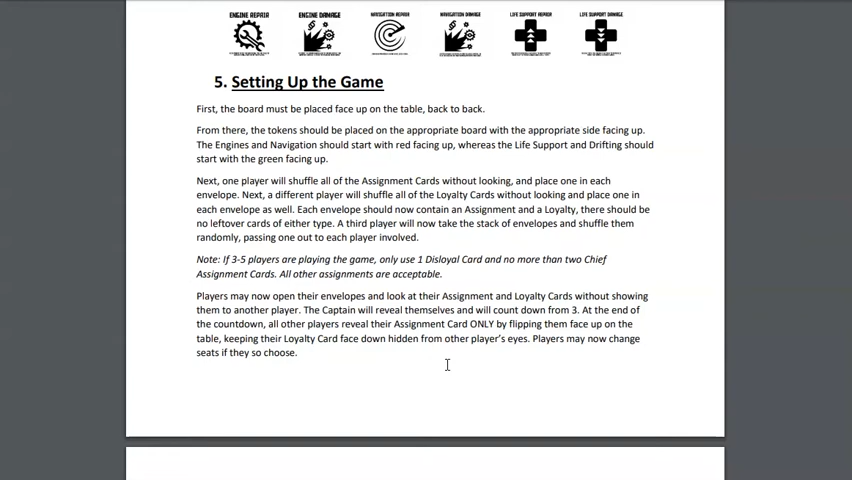 ENGINE REPAIR ENGINE DAMAGE NAVIGATION REPAIR NAVIGATION DAMAGE LIFE SUPPORT REPAIR LIFE SUPPORT DAMAGE
5. Setting Up the Game
First, the board must be placed face up on the table, back to back.
From there, the tokens should be placed on the appropriate board with the appropriate side facing up.
The Engines and Navigation should start with red facing up, whereas the Life Support and Drifting should
start with the green facing up.
Next, one player will shuffle all of the Assignment Cards without looking, and place one in each
envelope. Next, a different player will shuffle all of the Loyalty Cards without looking and place one in
each envelope as well. Each envelope should now contain an Assignment and a Loyalty, there should be
no leftover cards of either type. A third player will now take the stack of envelopes and shuffle them
randomly, passing one out to each player involved.
Note: If 3-5 players are playing the game, only use 1 Disloyal Card and no more than two Chief
Assignment Cards. All other assignments are acceptable.
Players may now open their envelopes and look at their Assignment and Loyalty Cards without showing
them to another player. The Captain will reveal themselves and will count down from 3. At the end of
the countdown, all other players reveal their Assignment Card ONLY by flipping them face up on the
table, keeping their Loyalty Card face down hidden from other player's eyes. Players may now change
seats if they so choose.